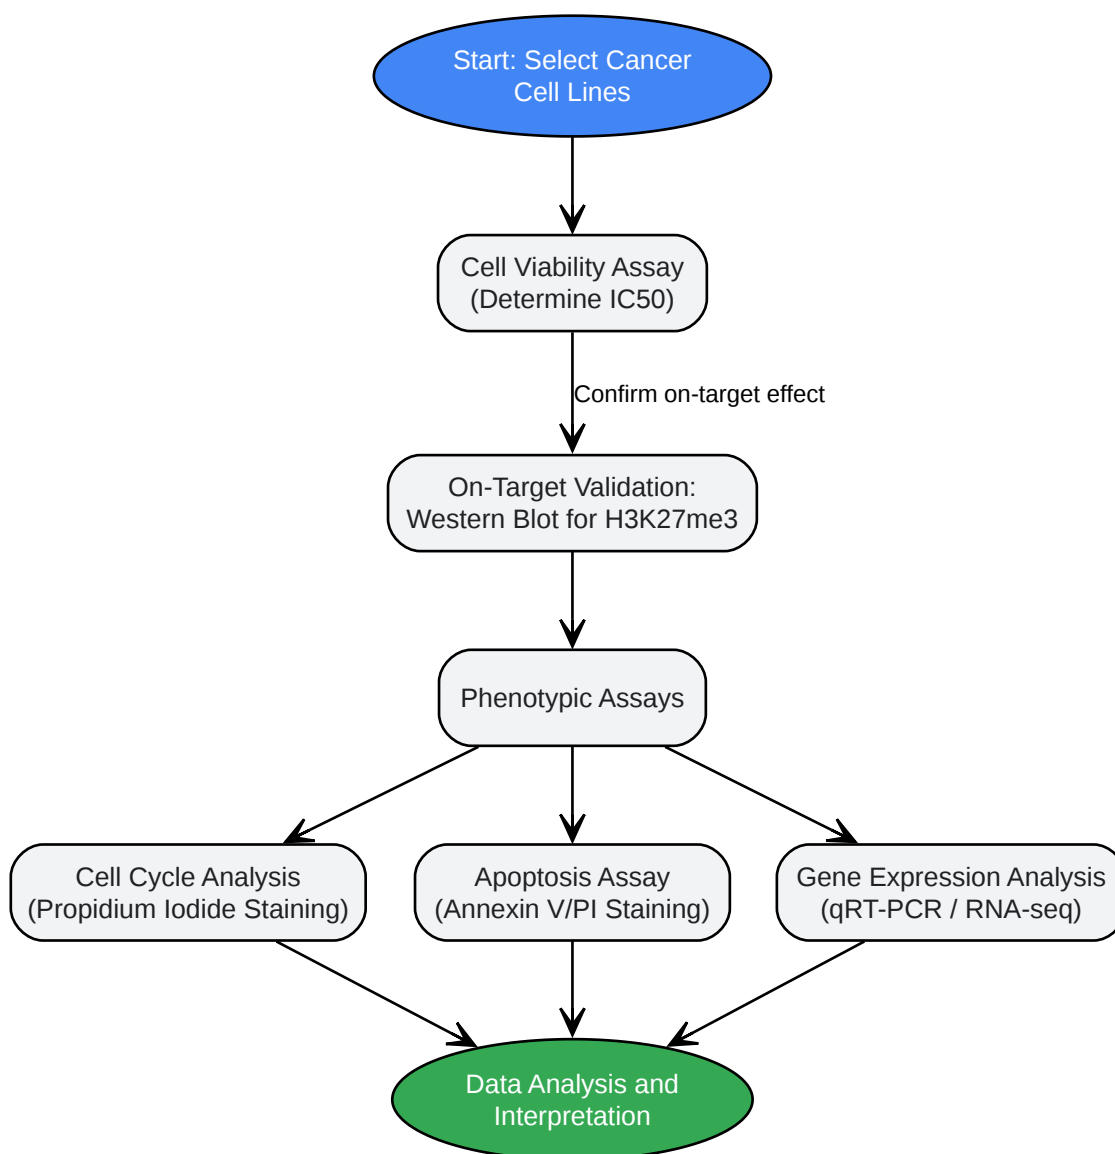 Start: Select Cancer
Cell Lines
Cell Viability Assay
(Determine IC50)
Confirm on-target effect
On-Target Validation:
Western Blot for H3K27me3
Phenotypic Assays
Cell Cycle Analysis
(Propidium Iodide Staining)
Apoptosis Assay
(Annexin V/PI Staining)
Gene Expression Analysis
(qRT-PCR / RNA-seq)
Data Analysis and
Interpretation